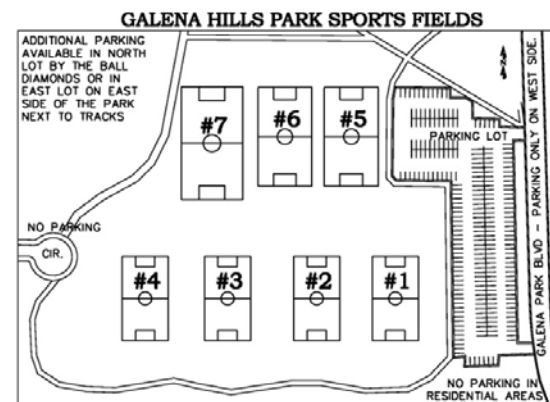 GALENA HILLS PARK SPORTS FIELDS
ADDITIONAL PARKING
AVAILABLE IN NORTH
LOT BY THE BALL
DIAMONDS OR IN
EAST LOT ON EAST
SIDE OF THE PARK
NEXT TO TRACKS
N
#7
#6
#5
PARKING LOT
GALENA PARK BLVD - PARKING ONLY ON WEST SIDE.
NO PARKING
CIR.
#4
#3
#2
#1
NO PARKING IN
RESIDENTIAL AREAS